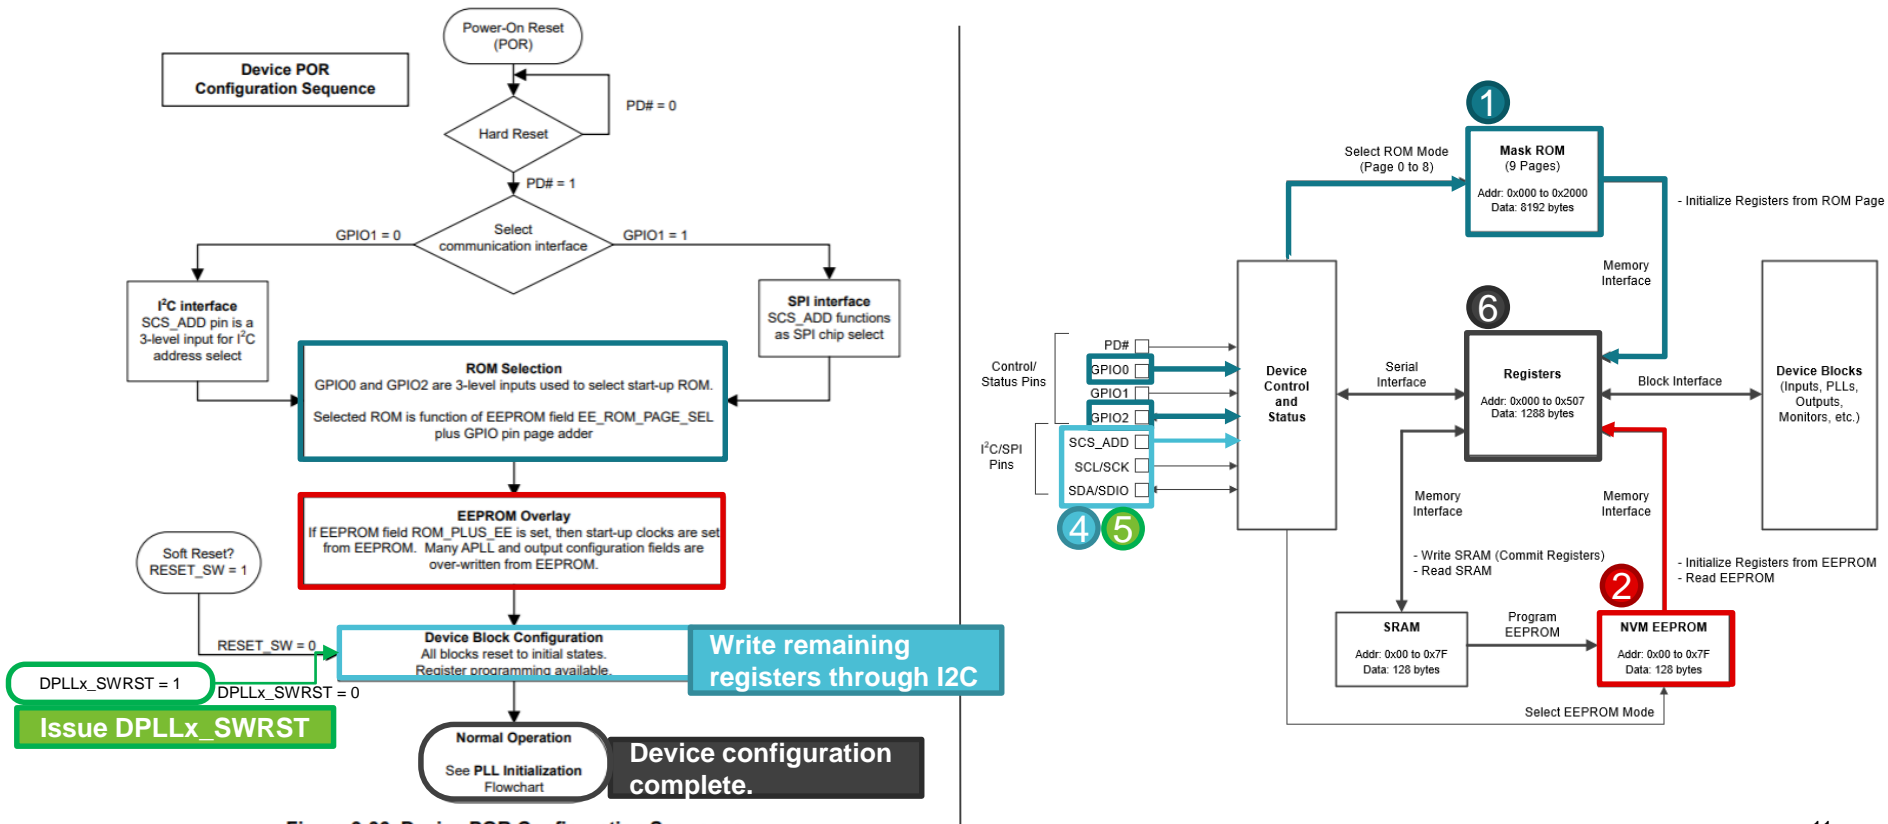 Power-On Reset
(POR)
Device POR
Configuration Sequence
PD# = 0
Hard Reset
PD# = 1
Select
communication interface
GPIO1 = 0
GPIO1 = 1
I²C interface
SCS_ADD pin is a
3-level input for I²C
address select
SPI interface
SCS_ADD functions
as SPI chip select
ROM Selection
GPIO0 and GPIO2 are 3-level inputs used to select start-up ROM.
Selected ROM is function of EEPROM field EE_ROM_PAGE_SEL
plus GPIO pin page adder
EEPROM Overlay
If EEPROM field ROM_PLUS_EE is set, then start-up clocks are set
from EEPROM. Many APLL and output configuration fields are
over-written from EEPROM.
Soft Reset?
RESET_SW = 1
RESET_SW = 0
Device Block Configuration
All blocks reset to initial states.
Register programming available.
Write remaining
registers through I2C
DPLLx_SWRST = 1
DPLLx_SWRST = 0
Issue DPLLx_SWRST
Normal Operation
See PLL Initialization
Flowchart
Device configuration
complete.
1
Select ROM Mode
(Page 0 to 8)
Mask ROM
(9 Pages)
Addr: 0x000 to 0x2000
Data: 8192 bytes
- Initialize Registers from ROM Page
Memory
Interface
6
Control/
Status Pins
PD#
GPIO0
GPIO1
GPIO2
I²C/SPI
Pins
SCS_ADD
SCL/SCK
SDA/SDIO
4
5
Device
Control
and
Status
Serial
Interface
Registers
Addr: 0x000 to 0x507
Data: 1288 bytes
Block Interface
Device Blocks
(Inputs, PLLs,
Outputs,
Monitors, etc.)
Memory
Interface
Memory
Interface
- Write SRAM (Commit Registers)
- Read SRAM
- Initialize Registers from EEPROM
- Read EEPROM
2
SRAM
Addr: 0x00 to 0x7F
Data: 128 bytes
Program
EEPROM
NVM EEPROM
Addr: 0x00 to 0x7F
Data: 128 bytes
Select EEPROM Mode